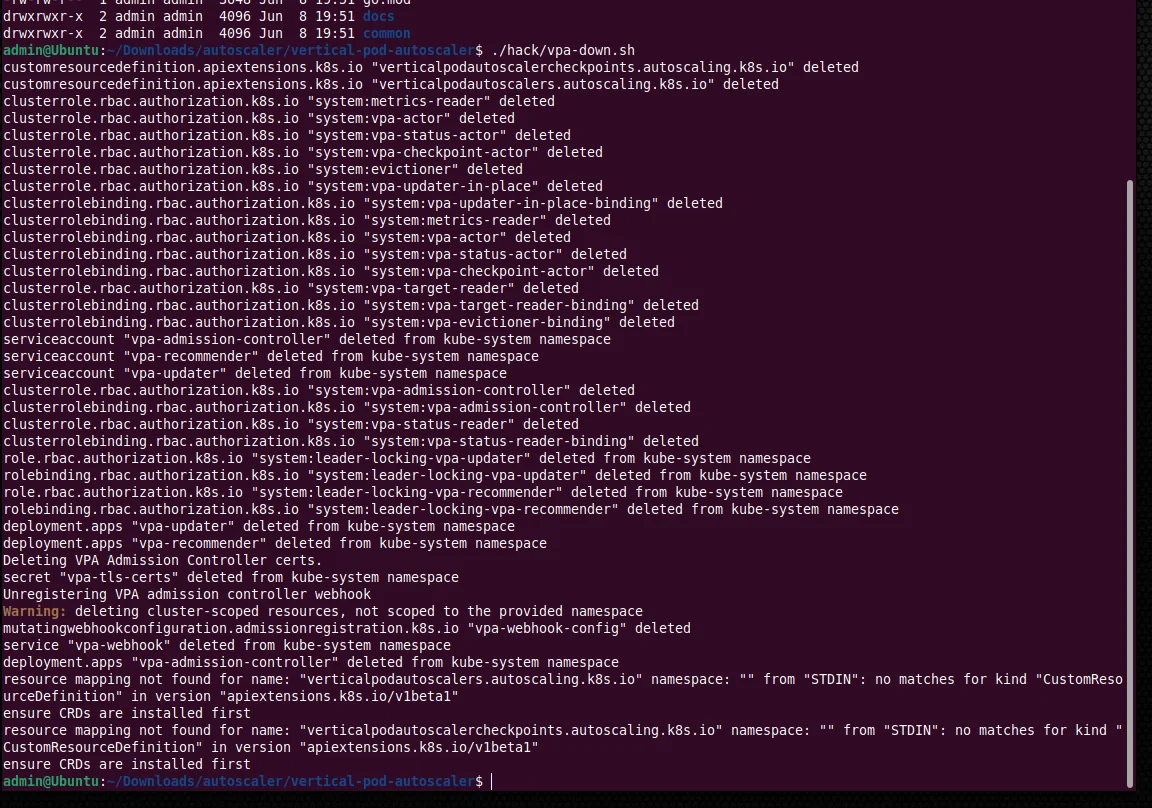 drwxrwxr-x  2 admin admin  4096 Jun  8 19:51 docs
drwxrwxr-x  2 admin admin  4096 Jun  8 19:51 common
admin@Ubuntu:~/Downloads/autoscaler/vertical-pod-autoscaler$ ./hack/vpa-down.sh
customresourcedefinition.apiextensions.k8s.io "verticalpodautoscalercheckpoints.autoscaling.k8s.io" deleted
customresourcedefinition.apiextensions.k8s.io "verticalpodautoscalers.autoscaling.k8s.io" deleted
clusterrole.rbac.authorization.k8s.io "system:metrics-reader" deleted
clusterrole.rbac.authorization.k8s.io "system:vpa-actor" deleted
clusterrole.rbac.authorization.k8s.io "system:vpa-status-actor" deleted
clusterrole.rbac.authorization.k8s.io "system:vpa-checkpoint-actor" deleted
clusterrole.rbac.authorization.k8s.io "system:evictioner" deleted
clusterrole.rbac.authorization.k8s.io "system:vpa-updater-in-place" deleted
clusterrolebinding.rbac.authorization.k8s.io "system:vpa-updater-in-place-binding" deleted
clusterrolebinding.rbac.authorization.k8s.io "system:metrics-reader" deleted
clusterrolebinding.rbac.authorization.k8s.io "system:vpa-actor" deleted
clusterrolebinding.rbac.authorization.k8s.io "system:vpa-status-actor" deleted
clusterrolebinding.rbac.authorization.k8s.io "system:vpa-checkpoint-actor" deleted
clusterrole.rbac.authorization.k8s.io "system:vpa-target-reader" deleted
clusterrolebinding.rbac.authorization.k8s.io "system:vpa-target-reader-binding" deleted
clusterrolebinding.rbac.authorization.k8s.io "system:vpa-evictioner-binding" deleted
serviceaccount "vpa-admission-controller" deleted from kube-system namespace
serviceaccount "vpa-recommender" deleted from kube-system namespace
serviceaccount "vpa-updater" deleted from kube-system namespace
clusterrole.rbac.authorization.k8s.io "system:vpa-admission-controller" deleted
clusterrolebinding.rbac.authorization.k8s.io "system:vpa-admission-controller" deleted
clusterrole.rbac.authorization.k8s.io "system:vpa-status-reader" deleted
clusterrolebinding.rbac.authorization.k8s.io "system:vpa-status-reader-binding" deleted
role.rbac.authorization.k8s.io "system:leader-locking-vpa-updater" deleted from kube-system namespace
rolebinding.rbac.authorization.k8s.io "system:leader-locking-vpa-updater" deleted from kube-system namespace
role.rbac.authorization.k8s.io "system:leader-locking-vpa-recommender" deleted from kube-system namespace
rolebinding.rbac.authorization.k8s.io "system:leader-locking-vpa-recommender" deleted from kube-system namespace
deployment.apps "vpa-updater" deleted from kube-system namespace
deployment.apps "vpa-recommender" deleted from kube-system namespace
Deleting VPA Admission Controller certs.
secret "vpa-tls-certs" deleted from kube-system namespace
Unregistering VPA admission controller webhook
Warning: deleting cluster-scoped resources, not scoped to the provided namespace
mutatingwebhookconfiguration.admissionregistration.k8s.io "vpa-webhook-config" deleted
service "vpa-webhook" deleted from kube-system namespace
deployment.apps "vpa-admission-controller" deleted from kube-system namespace
resource mapping not found for name: "verticalpodautoscalers.autoscaling.k8s.io" namespace: "" from "STDIN": no matches for kind "CustomReso
urceDefinition" in version "apiextensions.k8s.io/v1beta1"
ensure CRDs are installed first
resource mapping not found for name: "verticalpodautoscalercheckpoints.autoscaling.k8s.io" namespace: "" from "STDIN": no matches for kind "
CustomResourceDefinition" in version "apiextensions.k8s.io/v1beta1"
ensure CRDs are installed first
admin@Ubuntu:~/Downloads/autoscaler/vertical-pod-autoscaler$